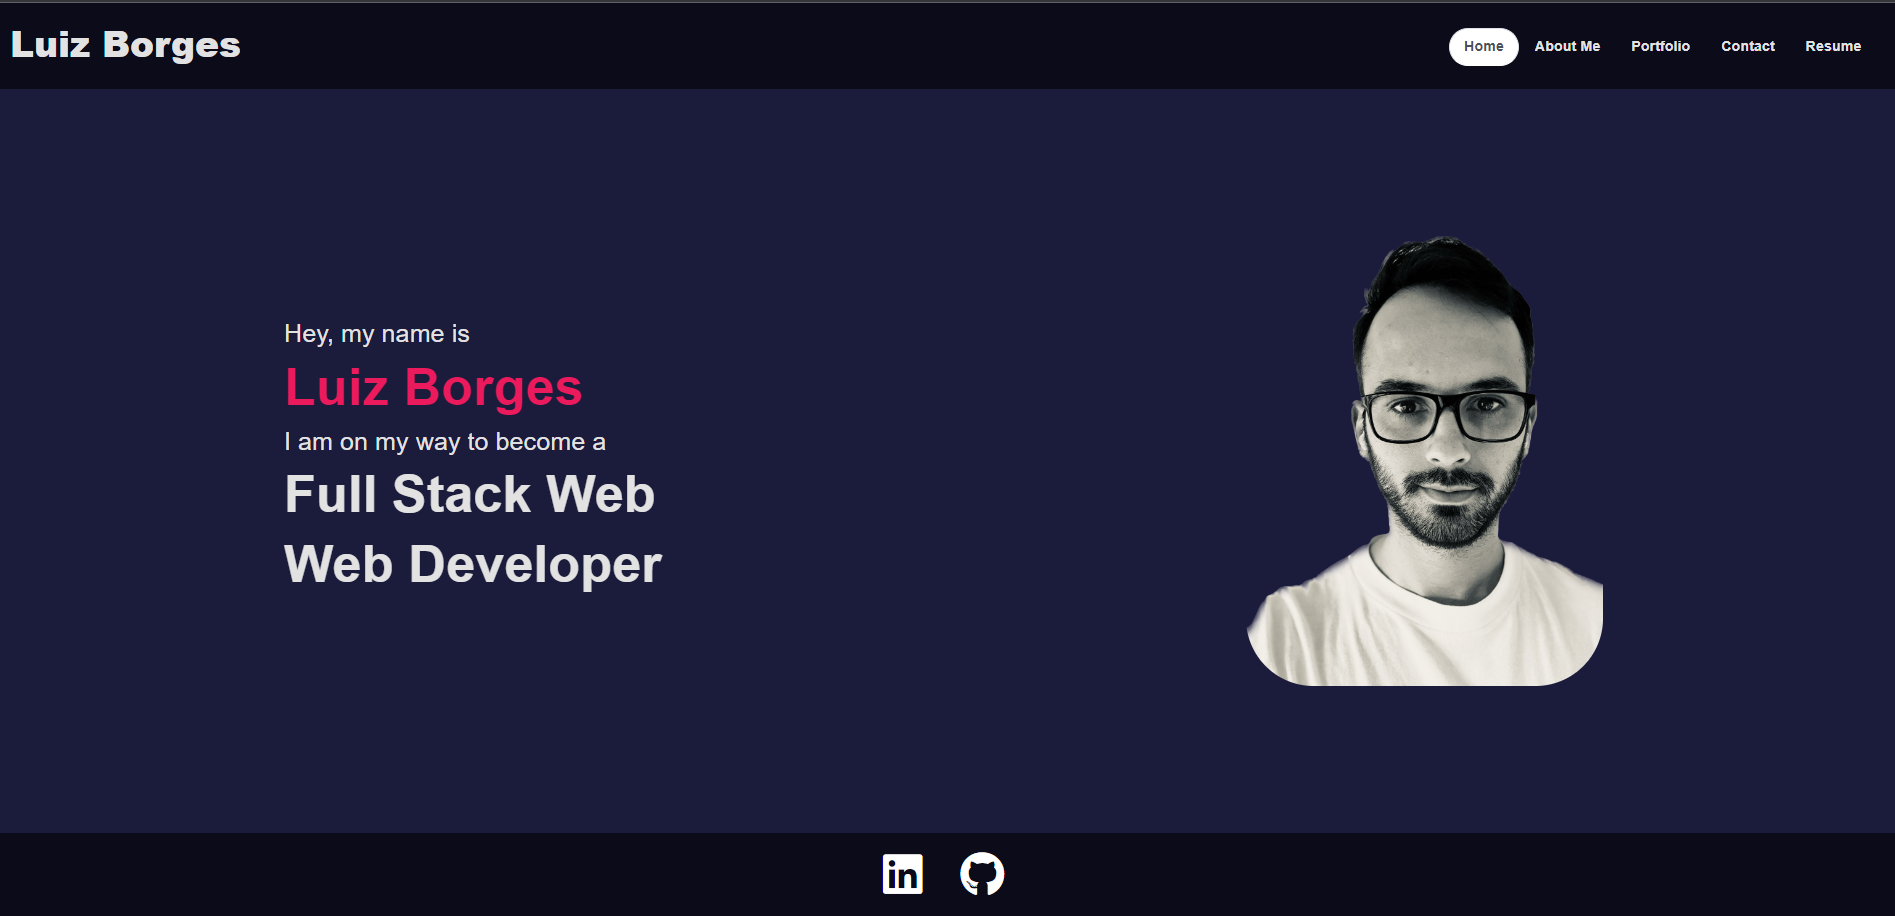 Luiz Borges
Home About Me Portfolio Contact Resume
Hey, my name is
Luiz Borges
I am on my way to become a
Full Stack Web
Web Developer
in